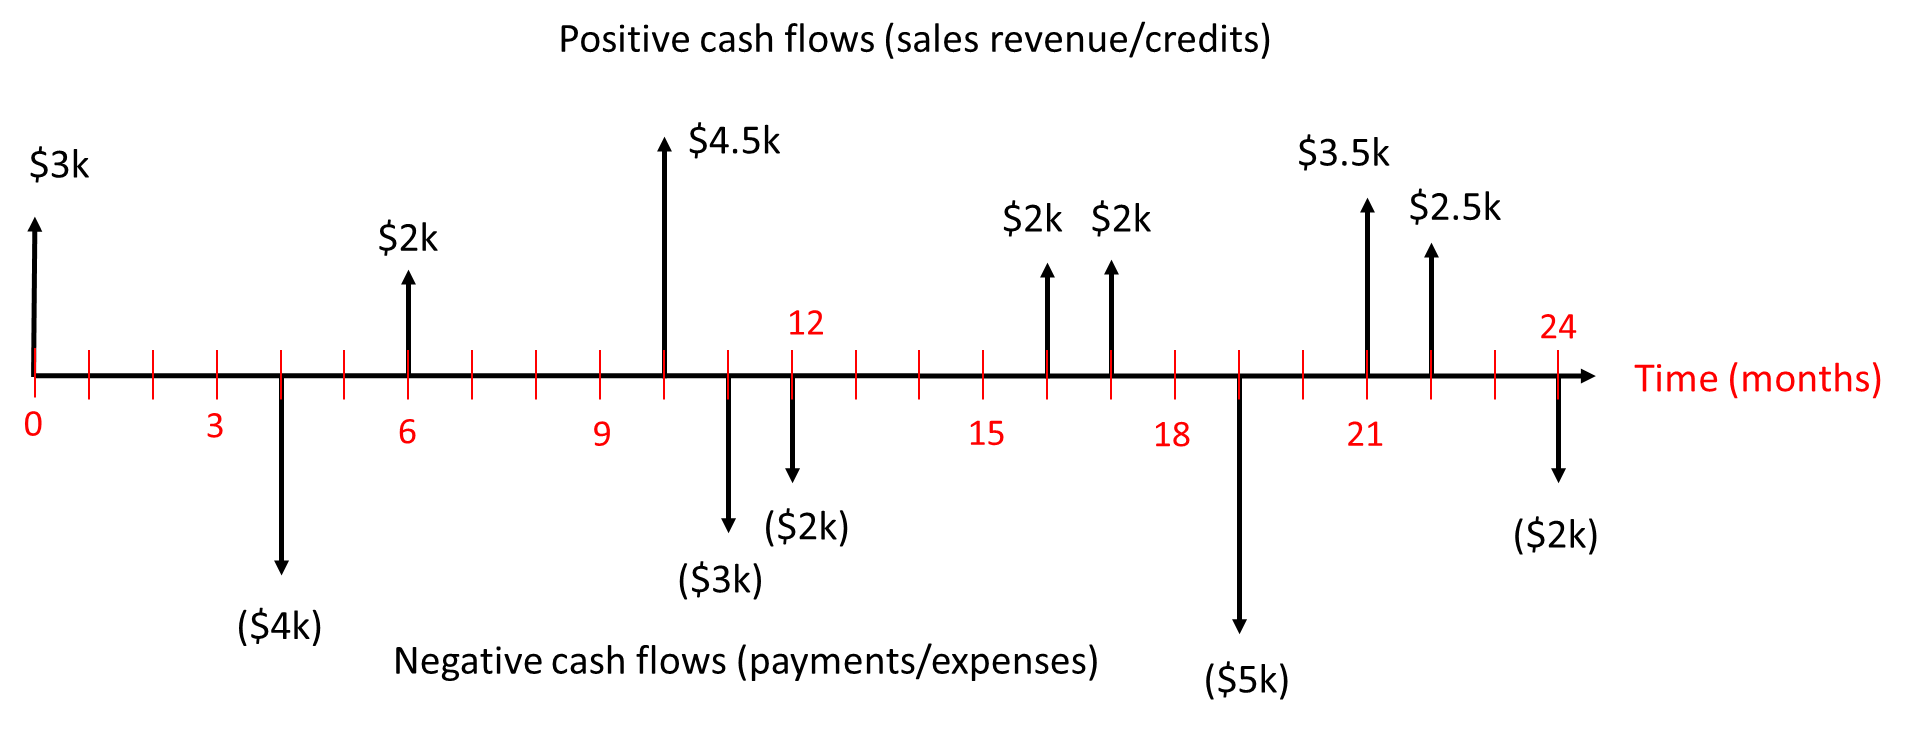 Positive cash flows (sales revenue/credits)
$3k
$2k
$4.5k
$2k
$2k
$3.5k
$2.5k
12
24
Time (months)
0
3
6
9
15
18
21
($4k)
($3k)
($2k)
($5k)
($2k)
Negative cash flows (payments/expenses)